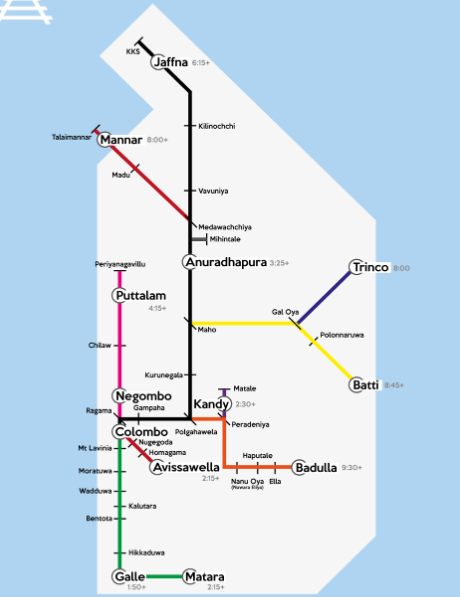 KKS
Jaffna 6:15+
Kilinochchi
Talaimannar
Mannar 8:00+
Madu
Vavuniya
Medawachchiya
Mihintale
Anuradhapura 3:25+
Periyanagavillu
Trinco 8:00
Puttalam
4:15+
Gal Oya
Maho
Polonnaruwa
Chilaw
Kurunegala
Batti 8:45+
Matale
Negombo
Kandy 2:30+
Gampaha
Ragama
Peradeniya
Colombo
Polgahawela
Nugegoda
Mt Lavinia
Homagama
Haputale
Avissawella
Badulla 9:30+
Moratuwa
2:15+
Nanu Oya Ella
(Nuwara Eliya)
Wadduwa
Kalutara
Bentota
Hikkaduwa
Galle Matara
1:50+ 2:15+